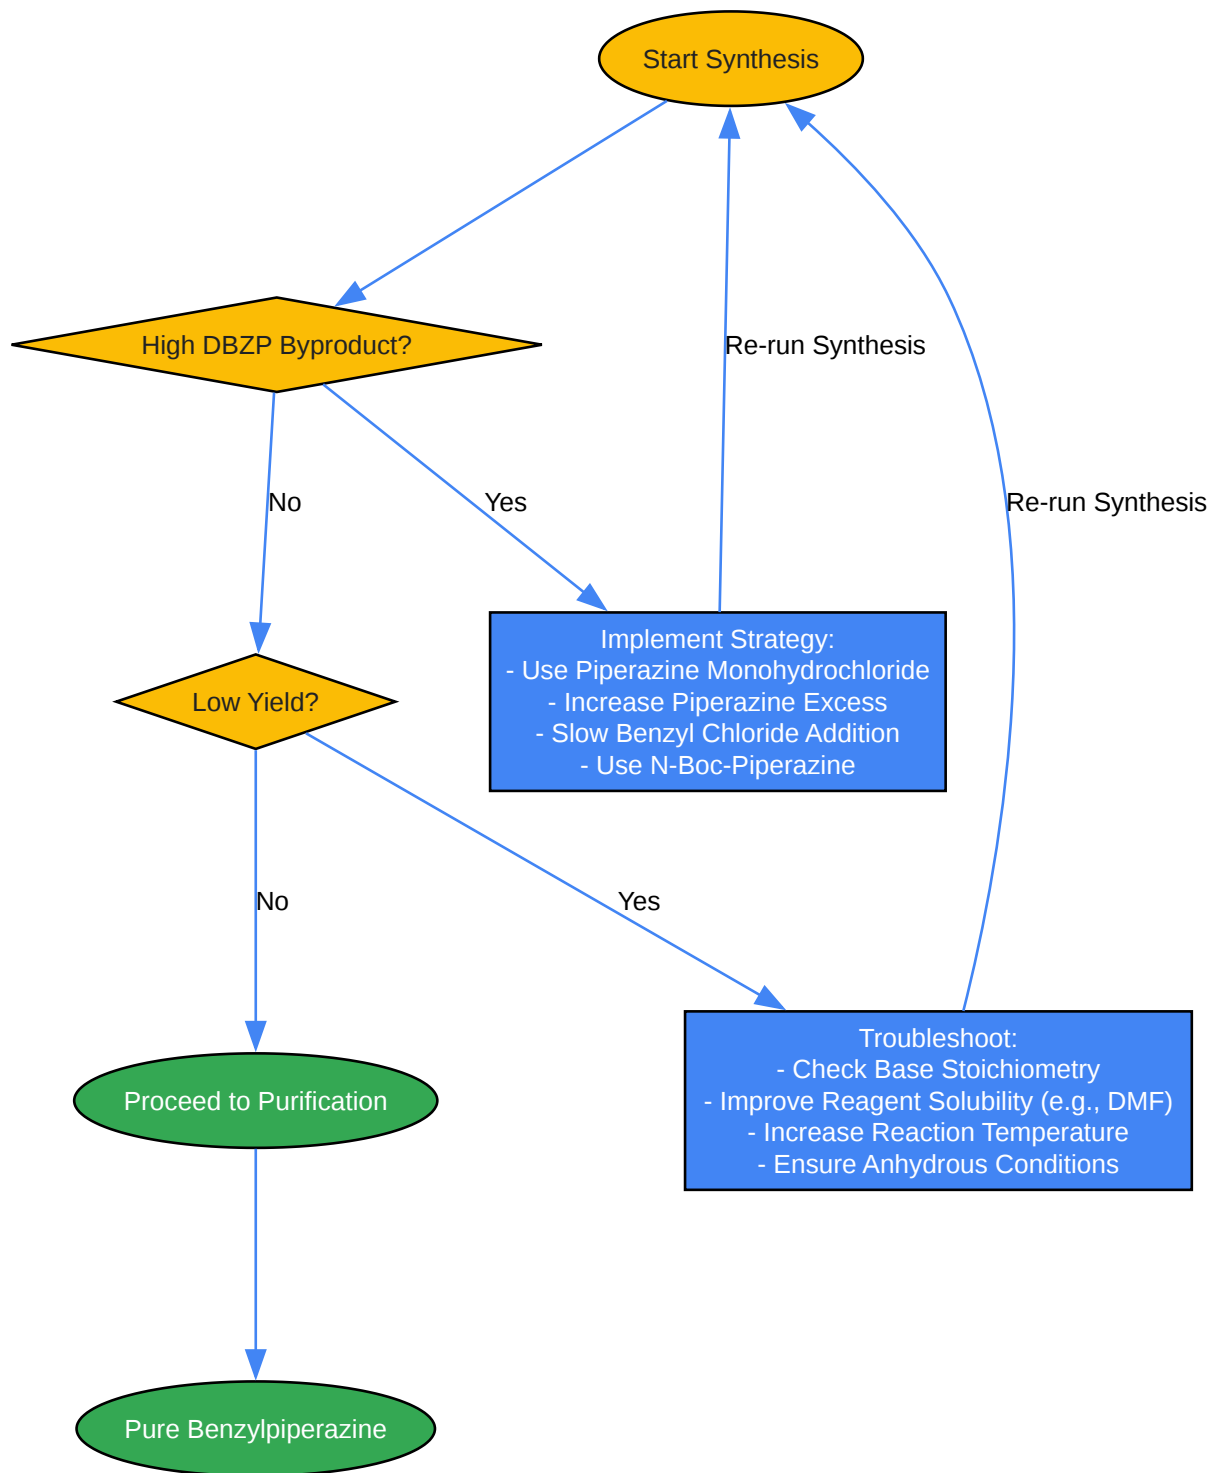 Start Synthesis
High DBZP Byproduct?
Re-run Synthesis
No
Yes
Re-run Synthesis
Implement Strategy:
- Use Piperazine Monohydrochloride
- Increase Piperazine Excess
- Slow Benzyl Chloride Addition
- Use N-Boc-Piperazine
Low Yield?
No
Yes
Troubleshoot:
- Check Base Stoichiometry
- Improve Reagent Solubility (e.g., DMF)
- Increase Reaction Temperature
- Ensure Anhydrous Conditions
Proceed to Purification
Pure Benzylpiperazine